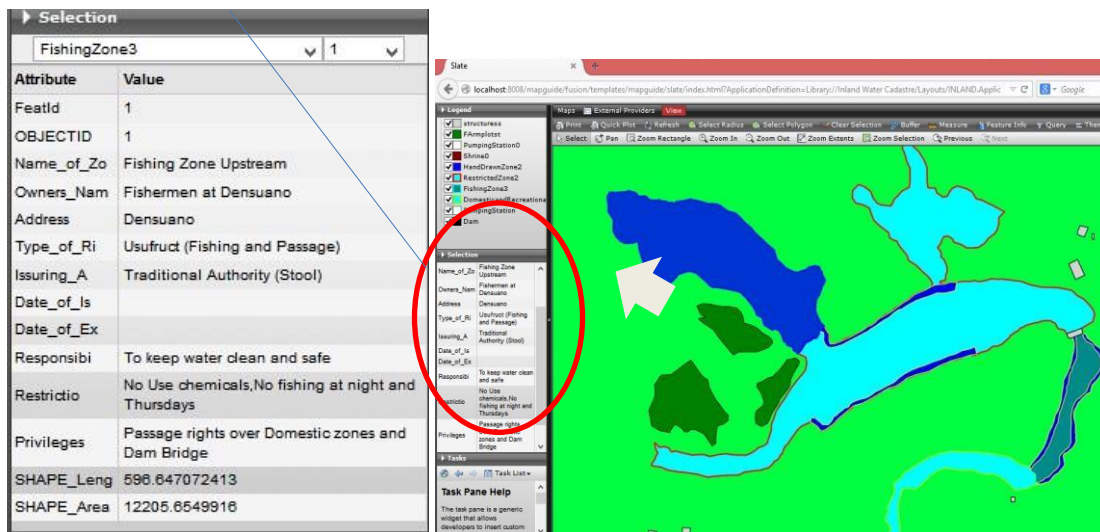 Selection
FishingZone3 1
Attribute Value
FeatId 1
OBJECTID 1
Name_of_Zo Fishing Zone Upstream
Owners_Nam Fishermen at Densuano
Address Densuano
Type_of_Ri Usufruct (Fishing and Passage)
Issuring_A Traditional Authority (Stool)
Date_of_Is
Date_of_Ex
Responsibi To keep water clean and safe
Restrictio No Use chemicals,No fishing at night and
Thursdays
Privileges Passage rights over Domestic zones and
Dam Bridge
SHAPE_Leng 596.647072413
SHAPE_Area 12205.6549916
Slate
localhost:8008/mapguide/fusion/templates/mapguide/slate/index.html?ApplicationDefinition=Library://Inland Water Cadastre/Layouts/INLAND.Applic
Google
Legend
structuress
FArmplotst
PumpingStation0
Shrine0
HandDrawnZone2
RestrictedZone2
FishingZone3
DomesticandRecreationa
PumpingStation
Dam
Maps External Providers View
Print Quick Plot Refresh Select Radius Select Polygon Clear Selection Buffer Measure Feature Info Query Them
Select Pan Zoom Rectangle Zoom In Zoom Out Zoom Extents Zoom Selection Previous Next
Selection
Name_of_Zo Fishing Zone
Upstream
Owners_Nam Fishermen at
Densuano
Address Densuano
Type_of_Ri Usufruct (Fishing
and Passage)
Issuring_A Traditional
Authority (Stool)
Date_of_Is
Date_of_Ex
Responsibi To keep water clean
and safe
Restrictio No Use
chemicals,No
fishing at night and
Thursdays
Privileges Passage rights
zones and Dam
Bridge
Tasks
Task List
Task Pane Help
The task pane is a generic
widget that allows
developers to insert custom